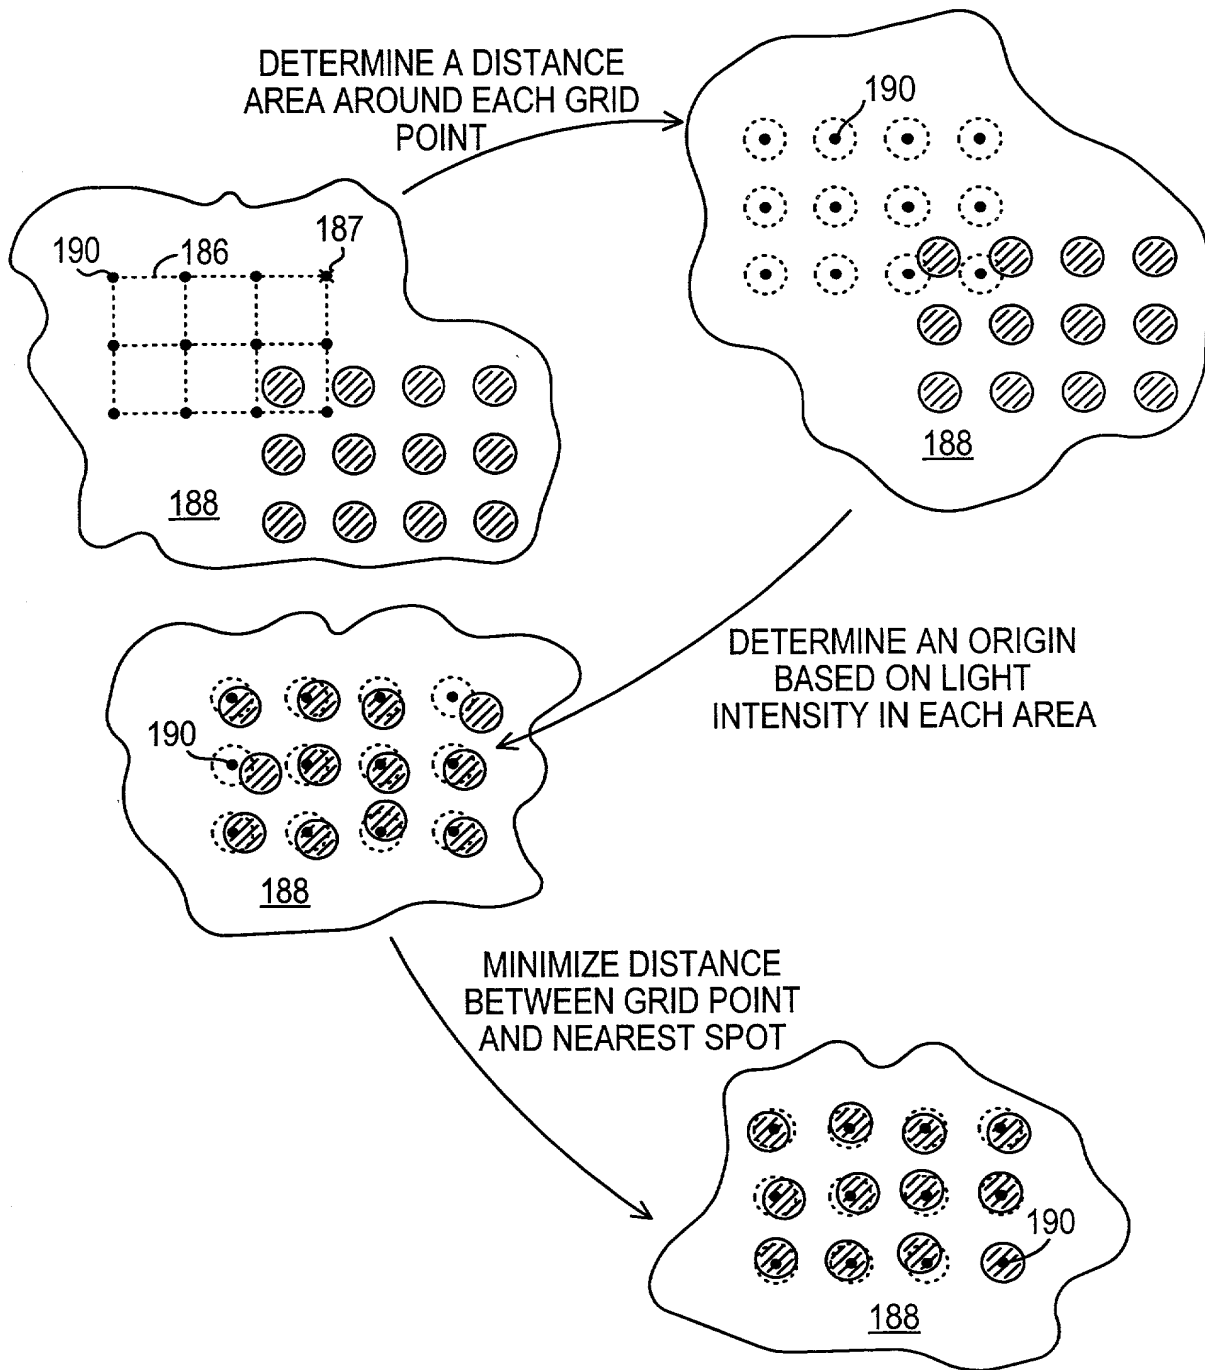 DETERMINE A DISTANCE
AREA AROUND EACH GRID
POINT
190
190
186
187
188
188
DETERMINE AN ORIGIN
BASED ON LIGHT
INTENSITY IN EACH AREA
190
188
MINIMIZE DISTANCE
BETWEEN GRID POINT
AND NEAREST SPOT
190
188